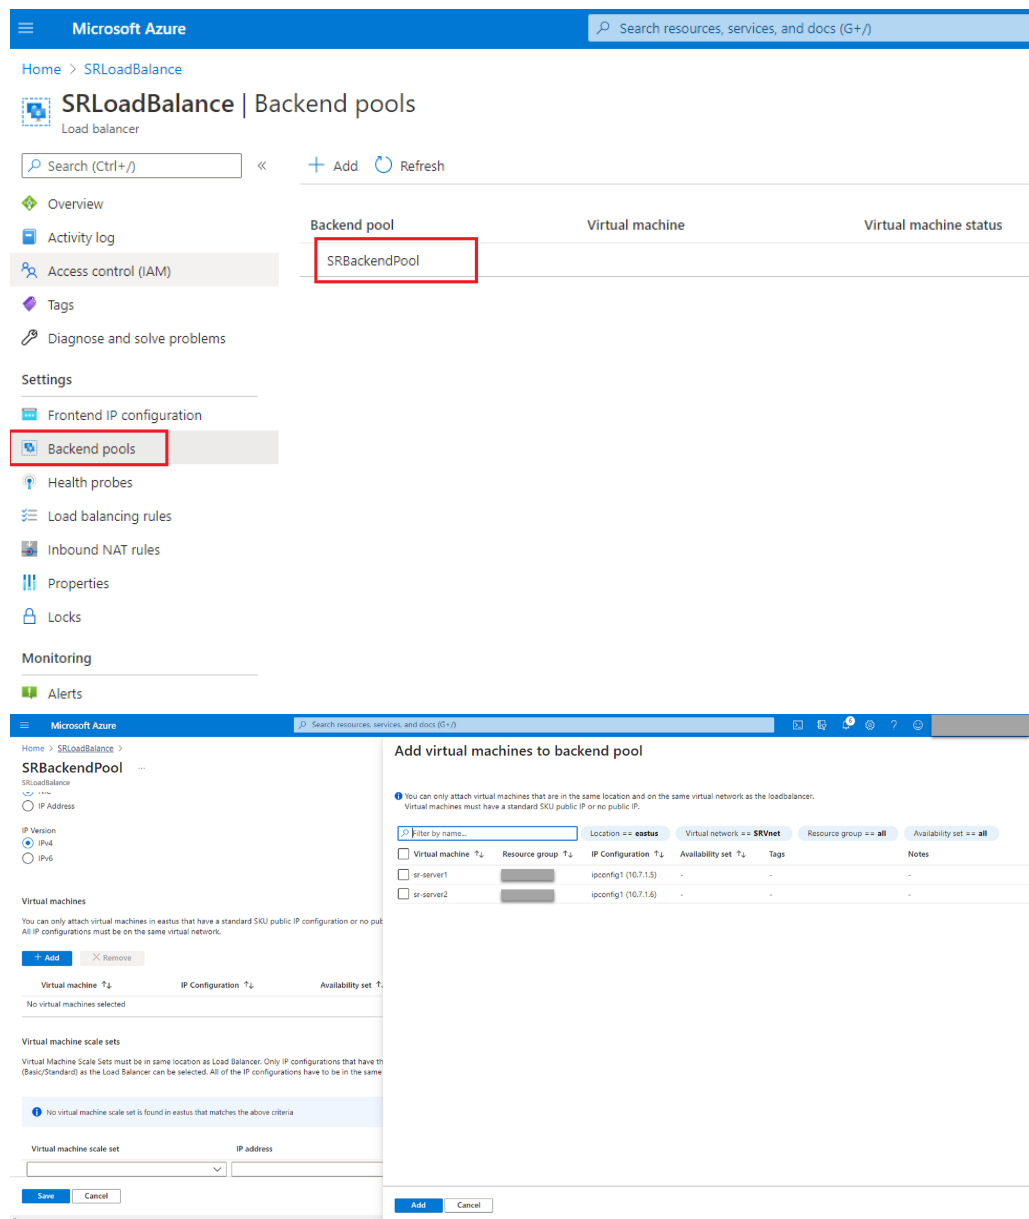 Microsoft Azure
Search resources, services, and docs (G+/)
Home > SRLoadBalance
SRLoadBalance | Backend pools
Load balancer
Search (Ctrl+/)
«
+ Add Refresh
Overview
Activity log
Access control (IAM)
Tags
Diagnose and solve problems
Settings
Frontend IP configuration
Backend pools
Health probes
Load balancing rules
Inbound NAT rules
Properties
Locks
Monitoring
Alerts
Backend pool Virtual machine Virtual machine status
SRBackendPool
Microsoft Azure
Search resources, services, and docs (G+/)
6
Home > SRLoadBalance >
SRBackendPool ...
SRLoadBalance
IP Address
IP Version
IPv4
IPv6
Virtual machines
You can only attach virtual machines in eastus that have a standard SKU public IP configuration or no pub
All IP configurations must be on the same virtual network.
+ Add × Remove
Virtual machine ↑↓ IP Configuration ↑↓ Availability set ↑
No virtual machines selected
Virtual machine scale sets
Virtual Machine Scale Sets must be in same location as Load Balancer. Only IP configurations that have th
(Basic/Standard) as the Load Balancer can be selected. All of the IP configurations have to be in the same
No virtual machine scale set is found in eastus that matches the above criteria
Virtual machine scale set IP address
Save Cancel
Add virtual machines to backend pool
You can only attach virtual machines that are in the same location and on the same virtual network as the loadbalancer.
Virtual machines must have a standard SKU public IP or no public IP.
Filter by name... Location == eastus Virtual network == SRVnet Resource group == all Availability set == all
Virtual machine ↑↓ Resource group ↑↓ IP Configuration ↑↓ Availability set ↑↓ Tags Notes
sr-server1 ipconfig1 (10.7.1.5) - - -
sr-server2 ipconfig1 (10.7.1.6) - - -
Add Cancel